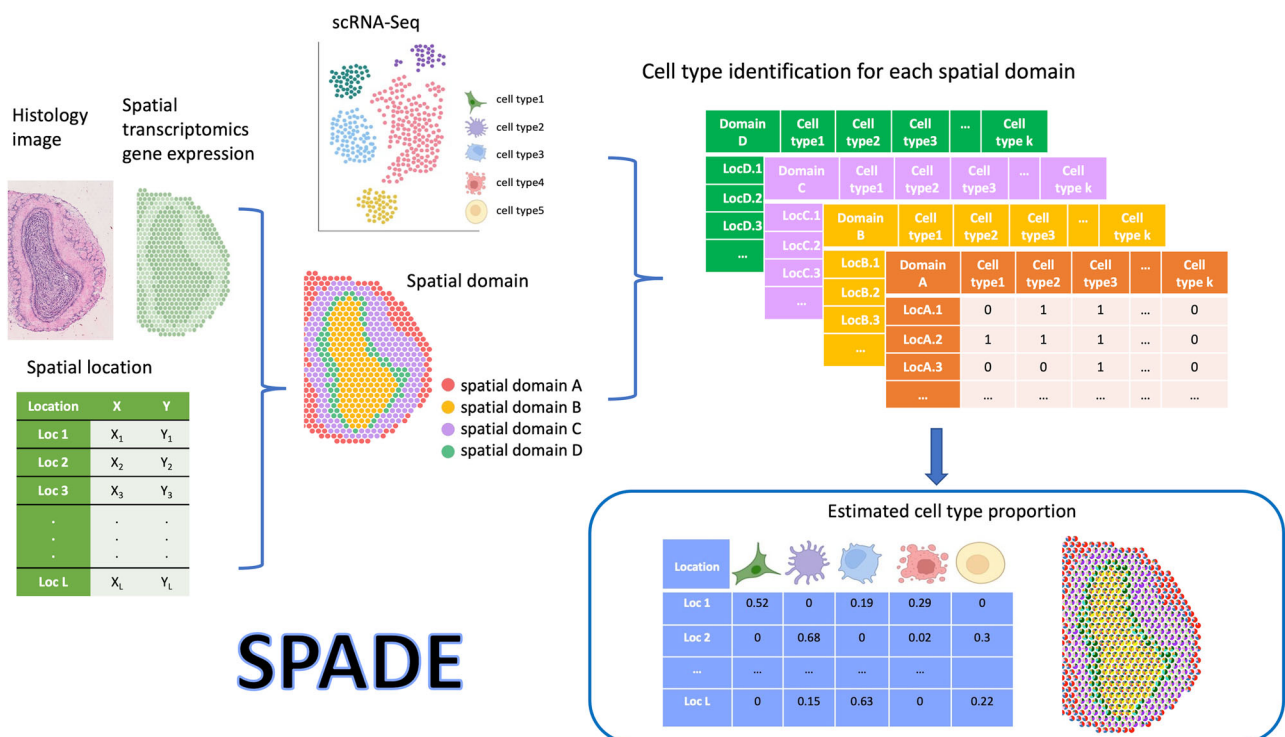 scRNA-Seq
cell type1
cell type2
cell type3
cell type4
cell type5
Histology
image
Spatial
transcriptomics
gene expression
Spatial location
Location X Y
Loc 1 X₁ Y₁
Loc 2 X₂ Y₂
Loc 3 X₃ Y₃
. . .
. . .
. . .
Loc L X_L Y_L
Spatial domain
spatial domain A
spatial domain B
spatial domain C
spatial domain D
Cell type identification for each spatial domain
Domain Cell Cell Cell ... Cell
D type1 type2 type3 type k
LocD.1
LocD.2
LocD.3
...
Domain Cell Cell Cell ... Cell
C type1 type2 type3 type k
LocC.1
LocC.2
LocC.3
...
Domain Cell Cell Cell ... Cell
B type1 type2 type3 type k
LocB.1
LocB.2
LocB.3
...
Domain Cell Cell Cell ... Cell
A type1 type2 type3 type k
LocA.1 0 1 1 ... 0
LocA.2 1 1 1 ... 0
LocA.3 0 0 1 ... 0
... ... ... ... ... ...
Estimated cell type proportion
Location
Loc 1 0.52 0 0.19 0.29 0
Loc 2 0 0.68 0 0.02 0.3
... ... ... ... ...
Loc L 0 0.15 0.63 0 0.22
SPADE